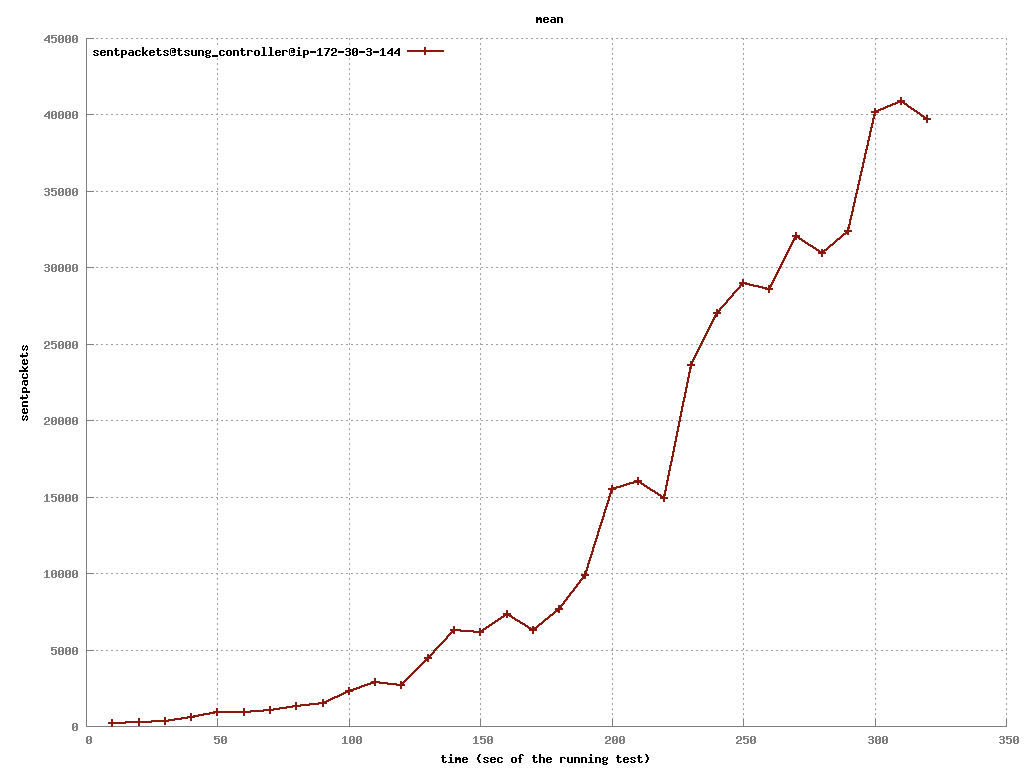 mean
45000
sentpackets@tsung_controller@ip-172-30-3-144
40000
35000
30000
25000
sentpackets
20000
15000
10000
5000
0
0 50 100 150 200 250 300 350
time (sec of the running test)